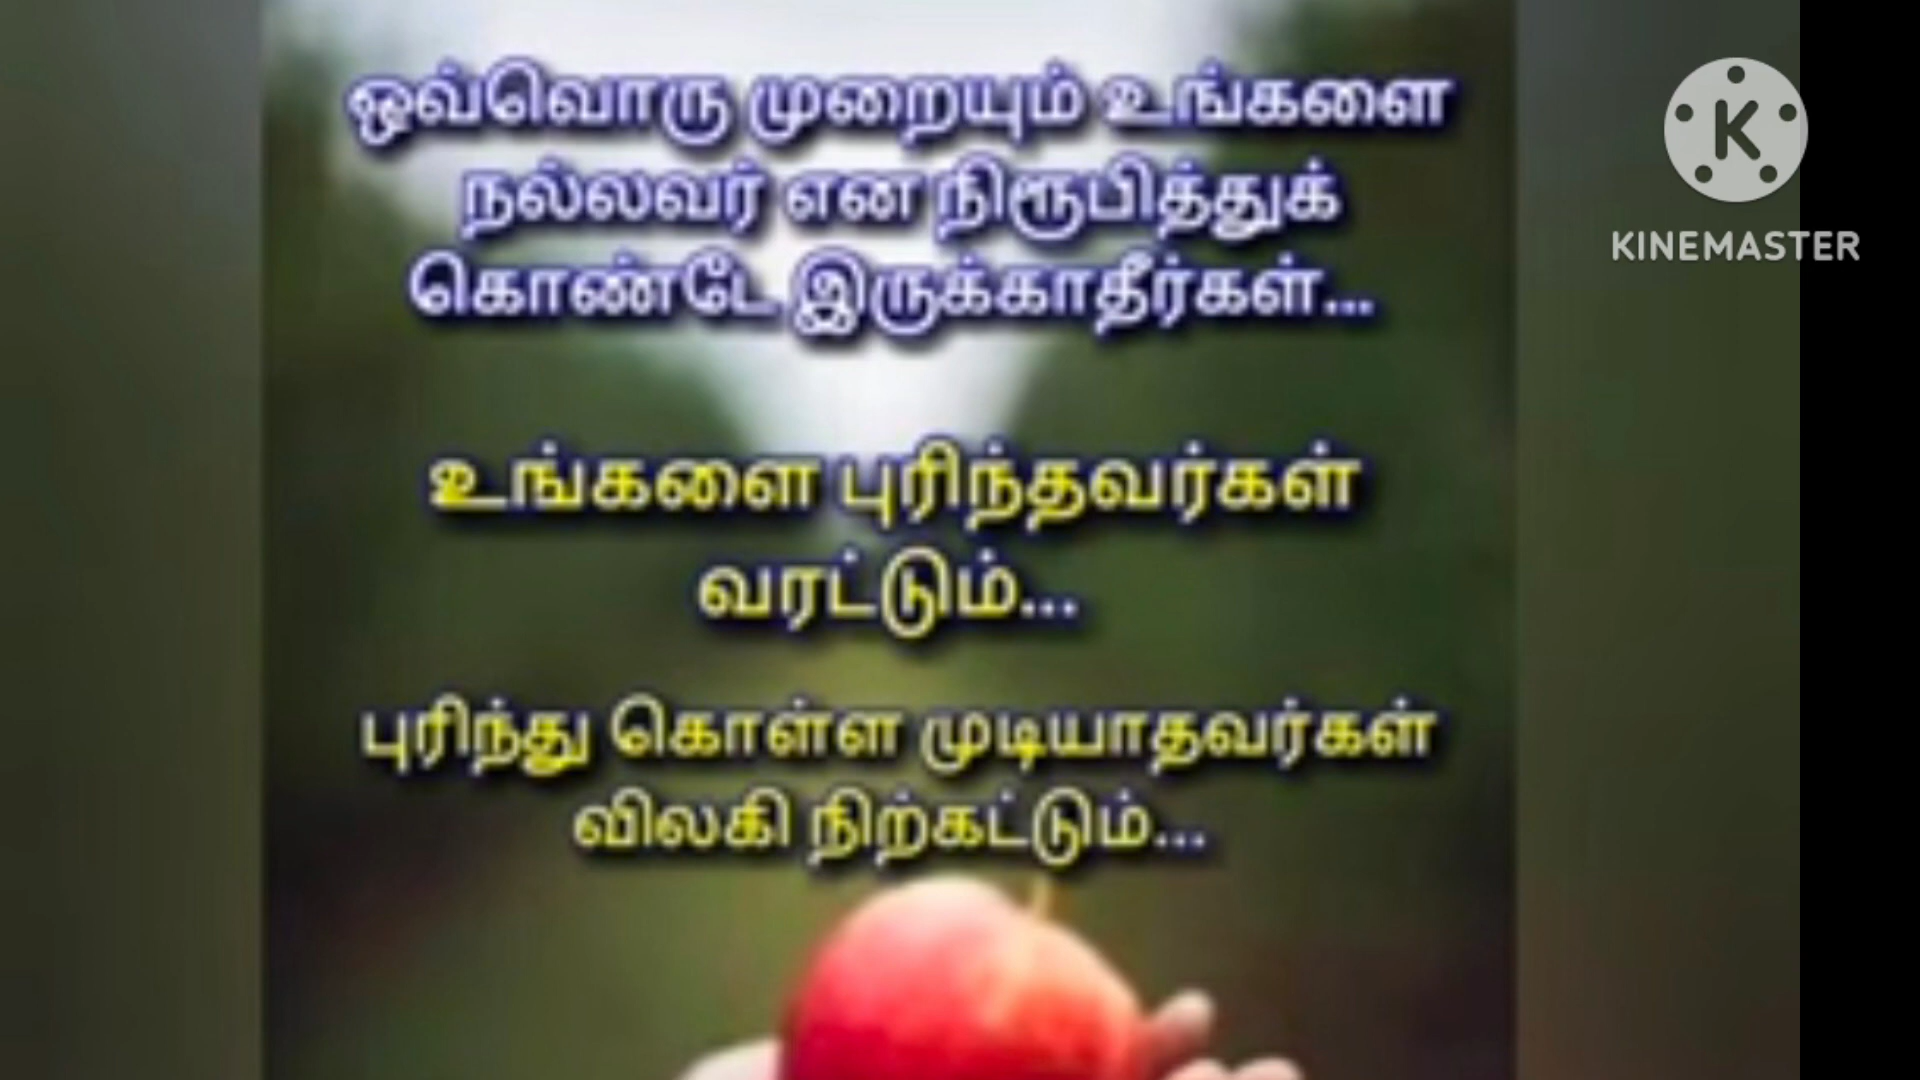 ஒவ்வொரு முறையும் உங்களை
நல்லவர் என நிரூபித்துக்
கொண்டே இருக்காதீர்கள்...
உங்களை புரிந்தவர்கள்
வரட்டும்...
புரிந்து கொள்ள முடியாதவர்கள்
விலகி நிற்கட்டும்...
K
KINEMASTER